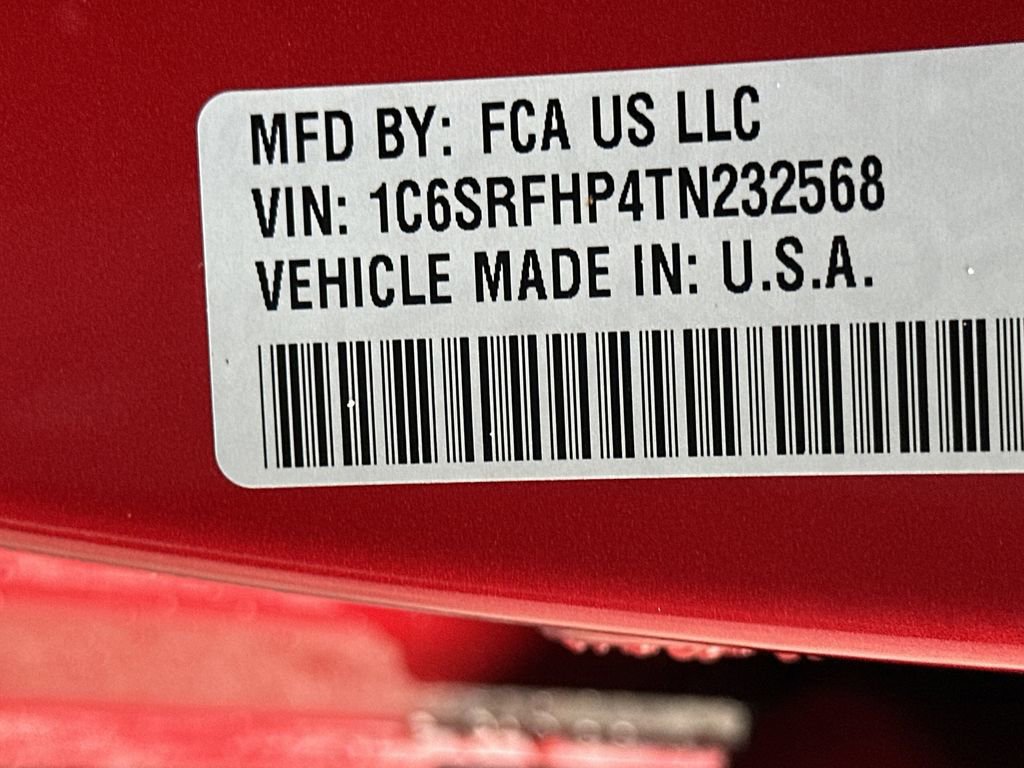 MFD BY: FCA US LLC
VIN: 1C6SRFHP4TN232568
VEHICLE MADE IN: U.S.A.